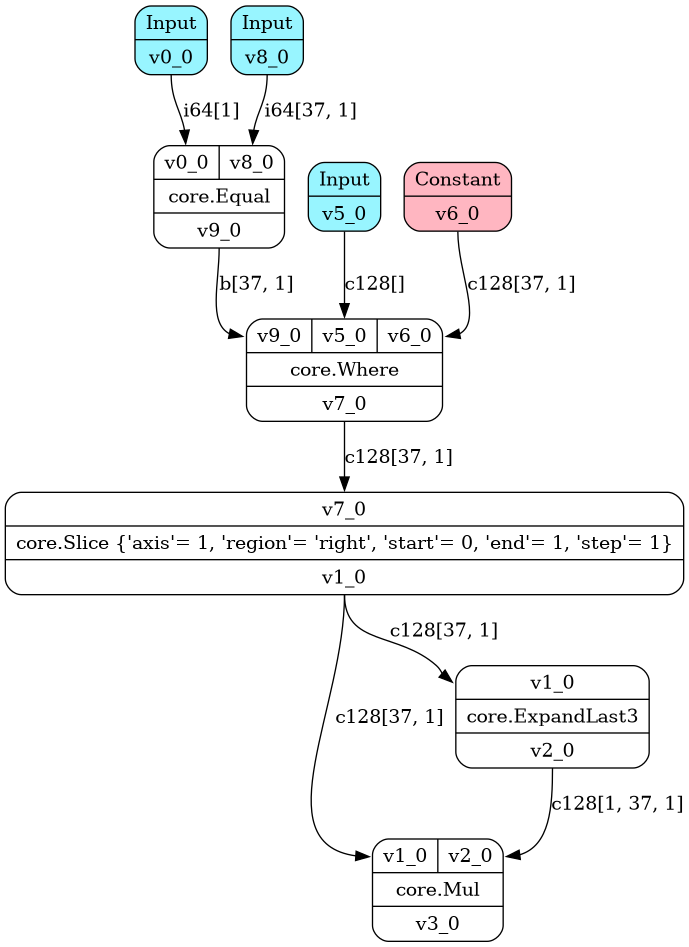 Input
v0_0
Input
v8_0
i64[1]
i64[37, 1]
v0_0 v8_0
core.Equal
v9_0
Input
v5_0
Constant
v6_0
b[37, 1]
c128[]
c128[37, 1]
v9_0 v5_0 v6_0
core.Where
v7_0
c128[37, 1]
v7_0
core.Slice {'axis'= 1, 'region'= 'right', 'start'= 0, 'end'= 1, 'step'= 1}
v1_0
c128[37, 1]
c128[37, 1]
v1_0
core.ExpandLast3
v2_0
c128[1, 37, 1]
v1_0 v2_0
core.Mul
v3_0